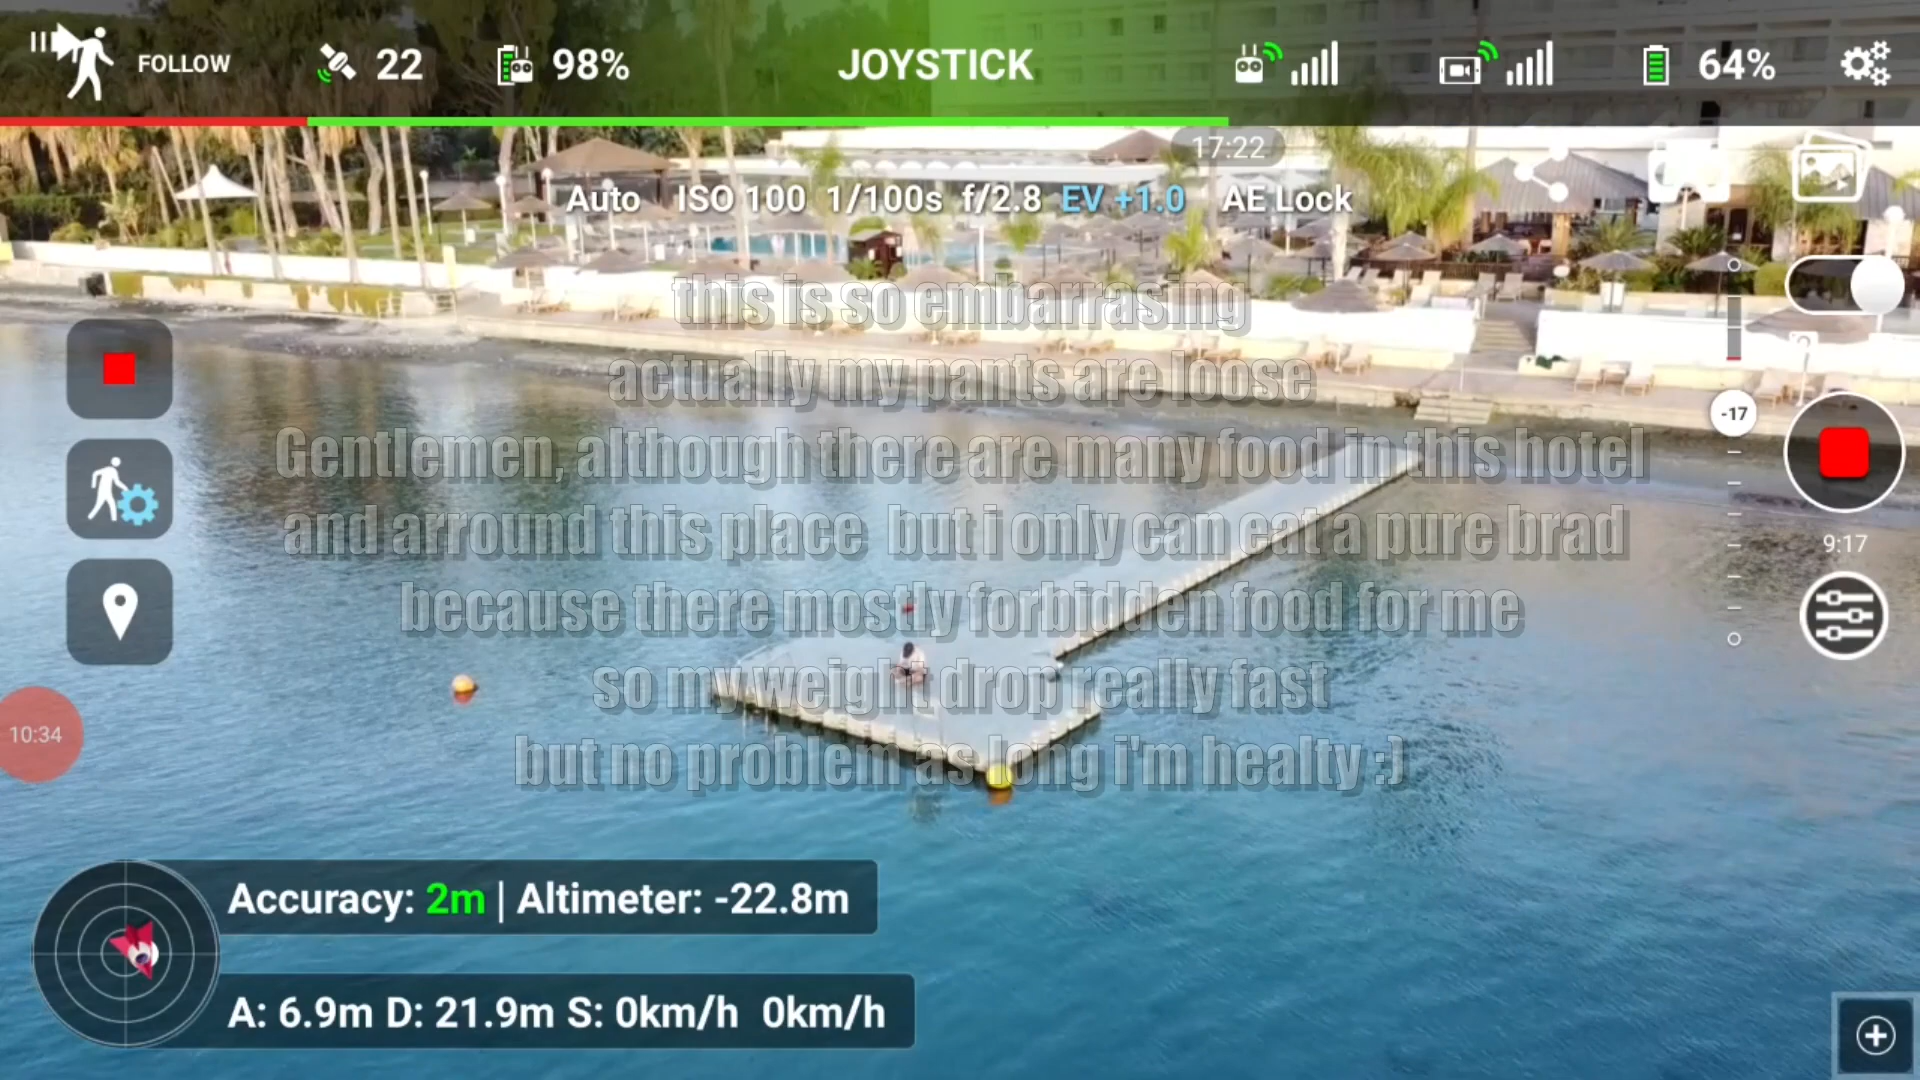 FOLLOW 22 98% JOYSTICK 64%
17:22
Auto ISO 100 1/100s f/2.8 EV +1.0 AE Lock
this is so embarrasing
actually my pants are loose
Gentlemen, although there are many food in this hotel
and arround this place but i only can eat a pure brad
because there mostly forbidden food for me
so my weight drop really fast
but no problem as long i'm healty :)
-17
9:17
10:34
Accuracy: 2m | Altimeter: -22.8m
A: 6.9m D: 21.9m S: 0km/h 0km/h